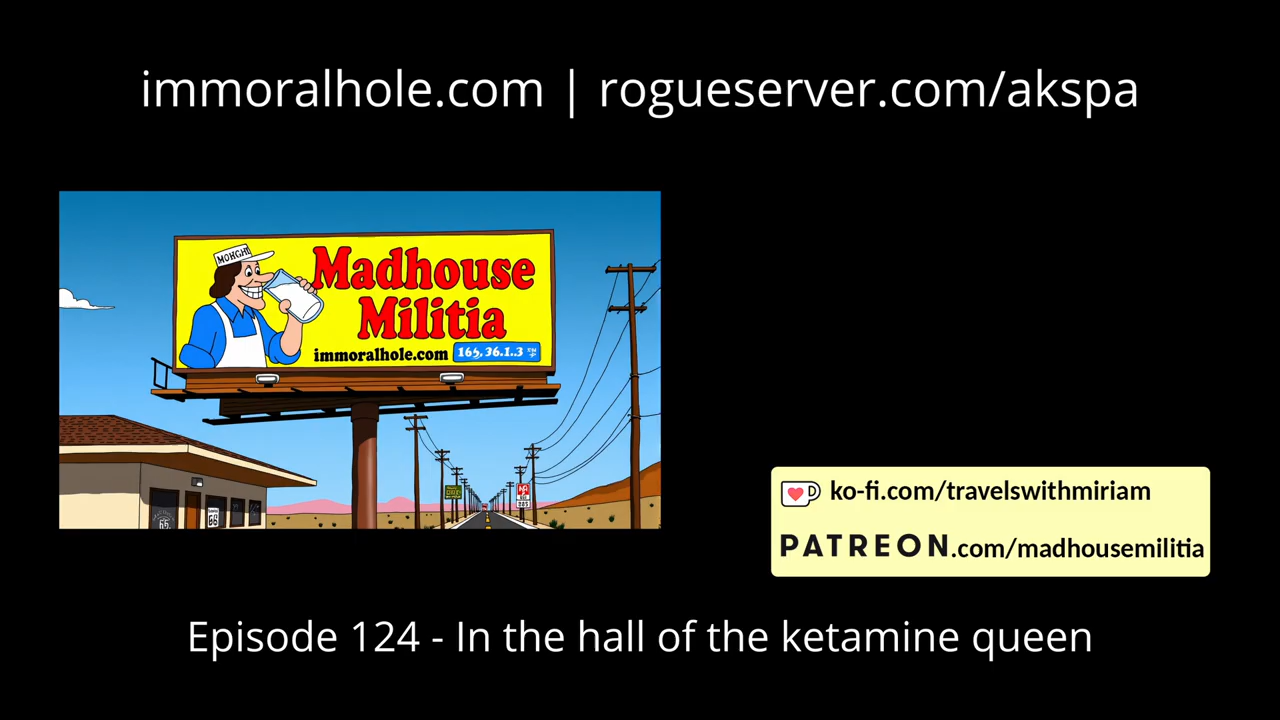 immoralhole.com | rogueserver.com/akspa
MOHGHI
Madhouse
Militia
immoralhole.com
ko-fi.com/travelswithmiriam
PATREON.com/madhousemilitia
Episode 124 - In the hall of the ketamine queen